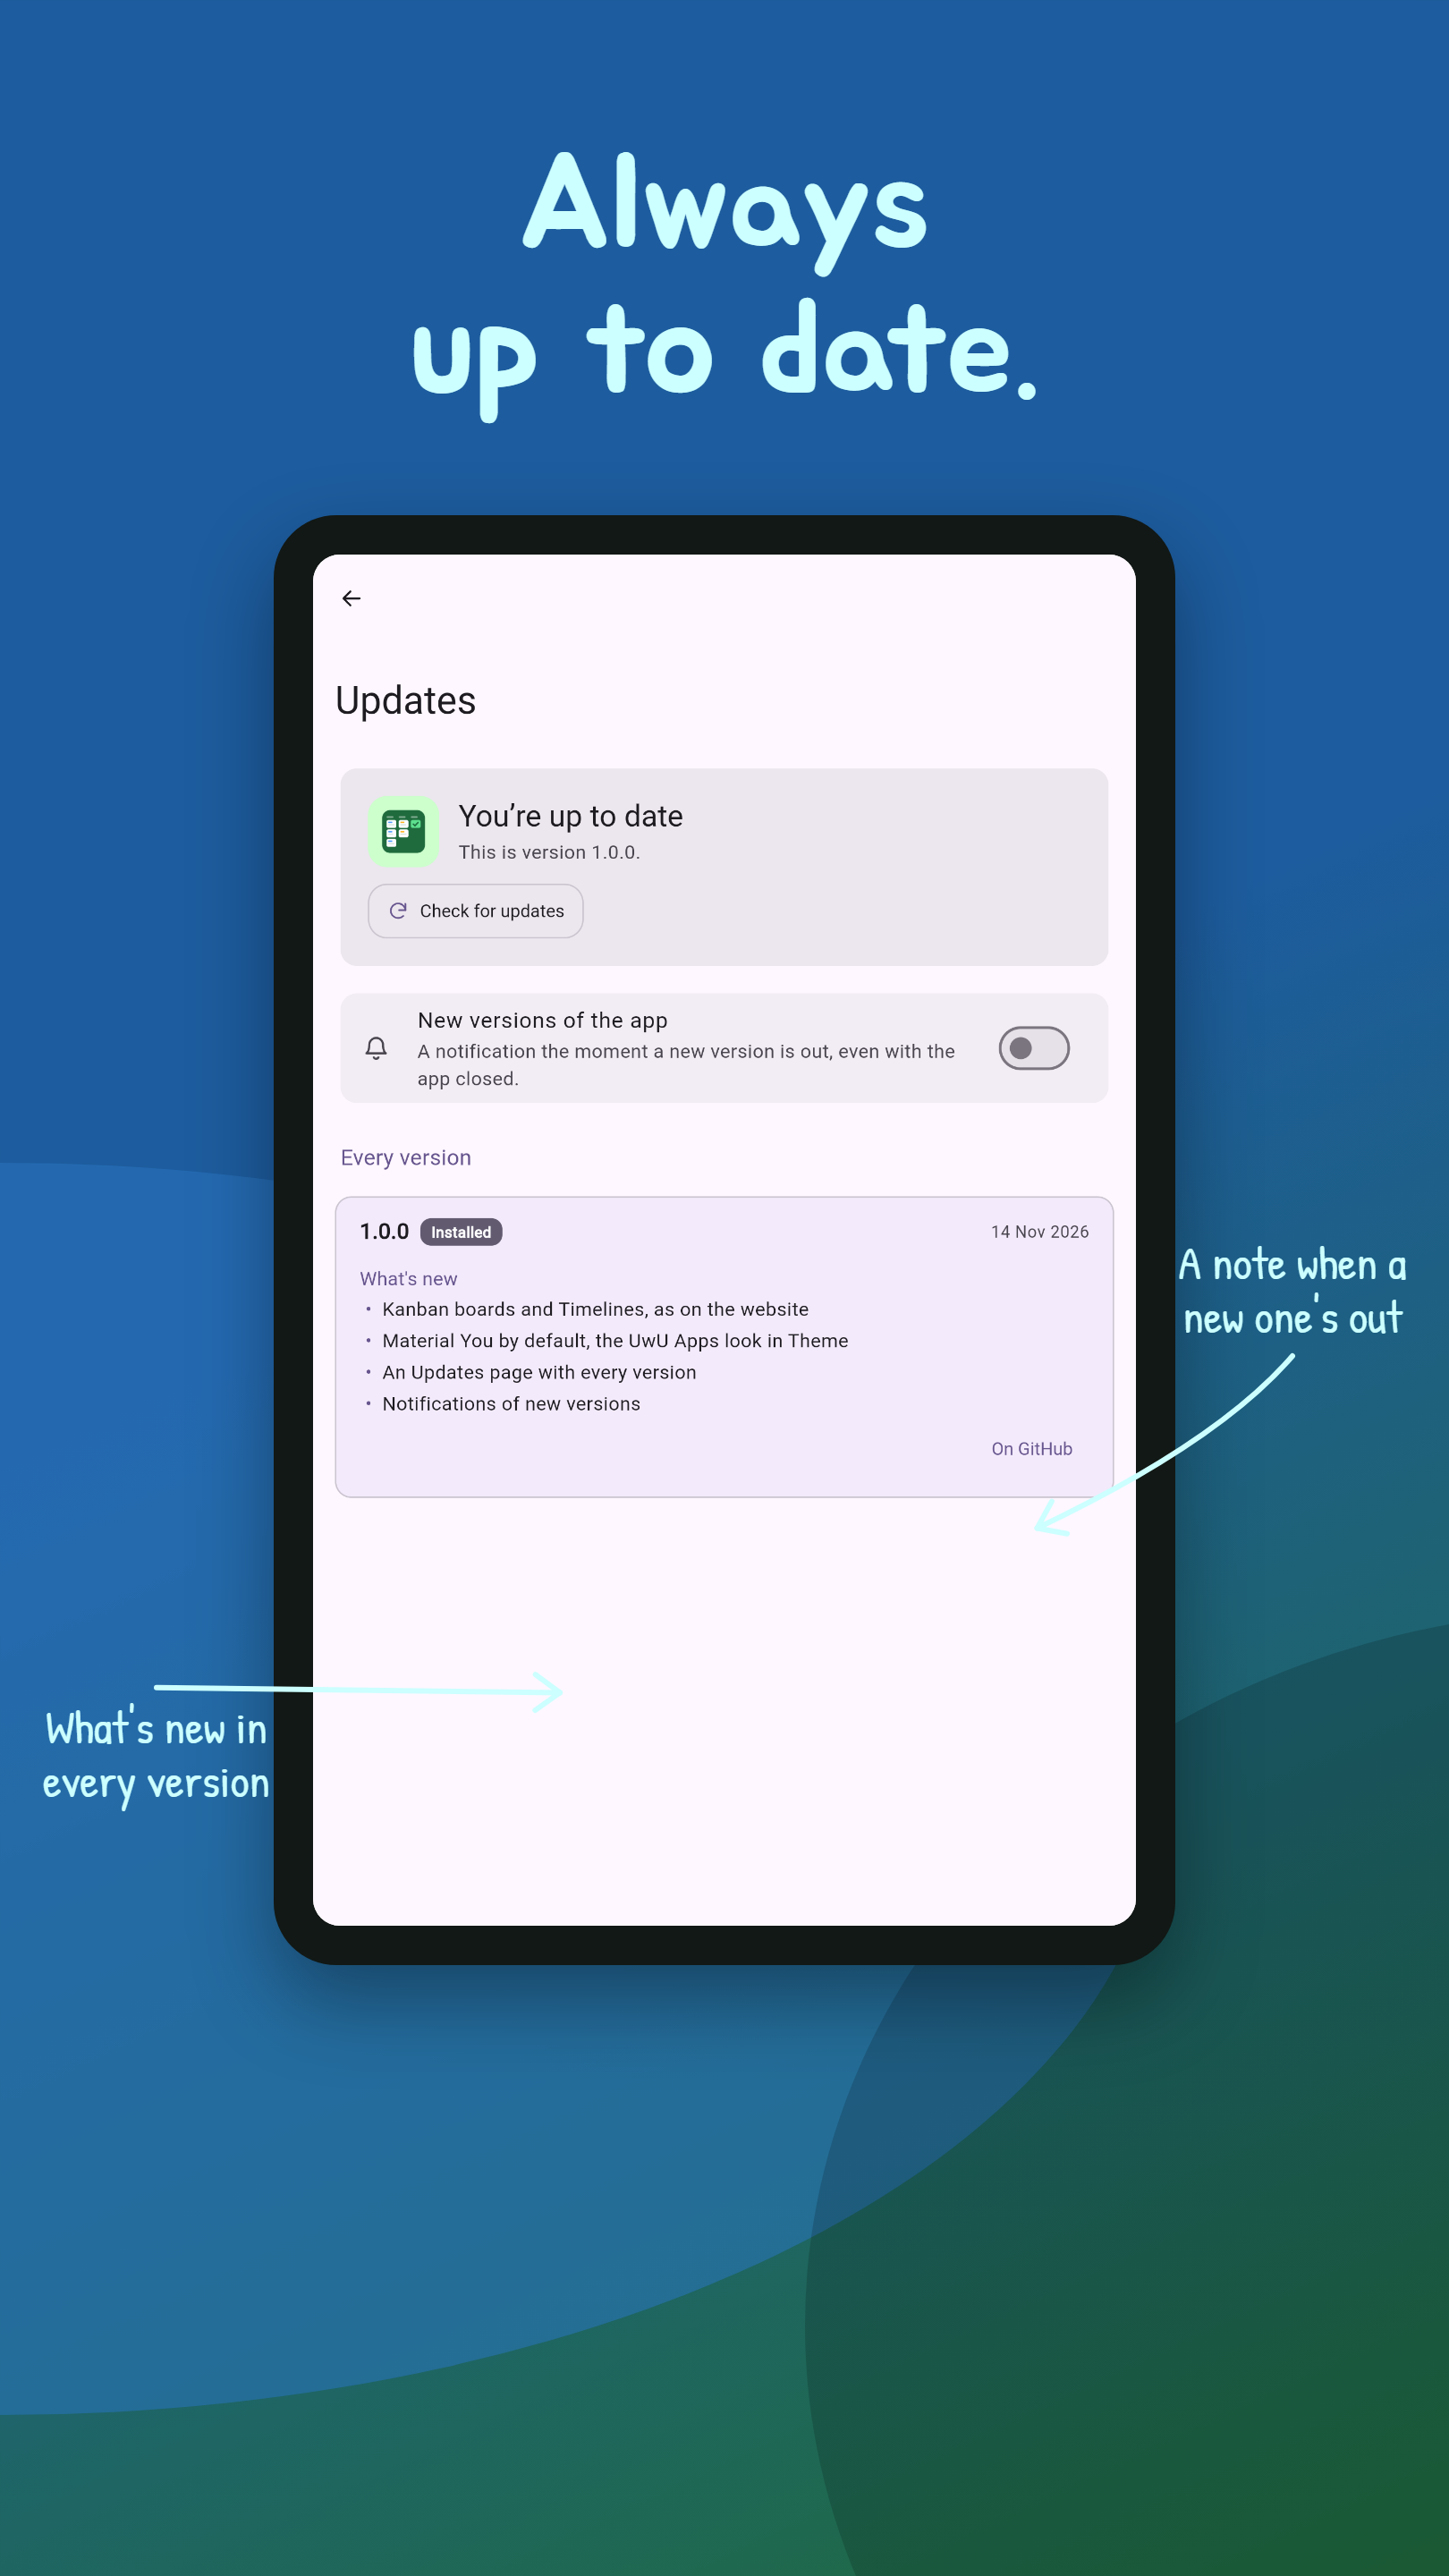 Always
up to date.
Updates
You’re up to date
This is version 1.0.0.
Check for updates
New versions of the app
A notification the moment a new version is out, even with the
app closed.
Every version
1.0.0 Installed 14 Nov 2026
What's new
• Kanban boards and Timelines, as on the website
• Material You by default, the UwU Apps look in Theme
• An Updates page with every version
• Notifications of new versions
On GitHub
A note when a
new one's out
What's new in
every version